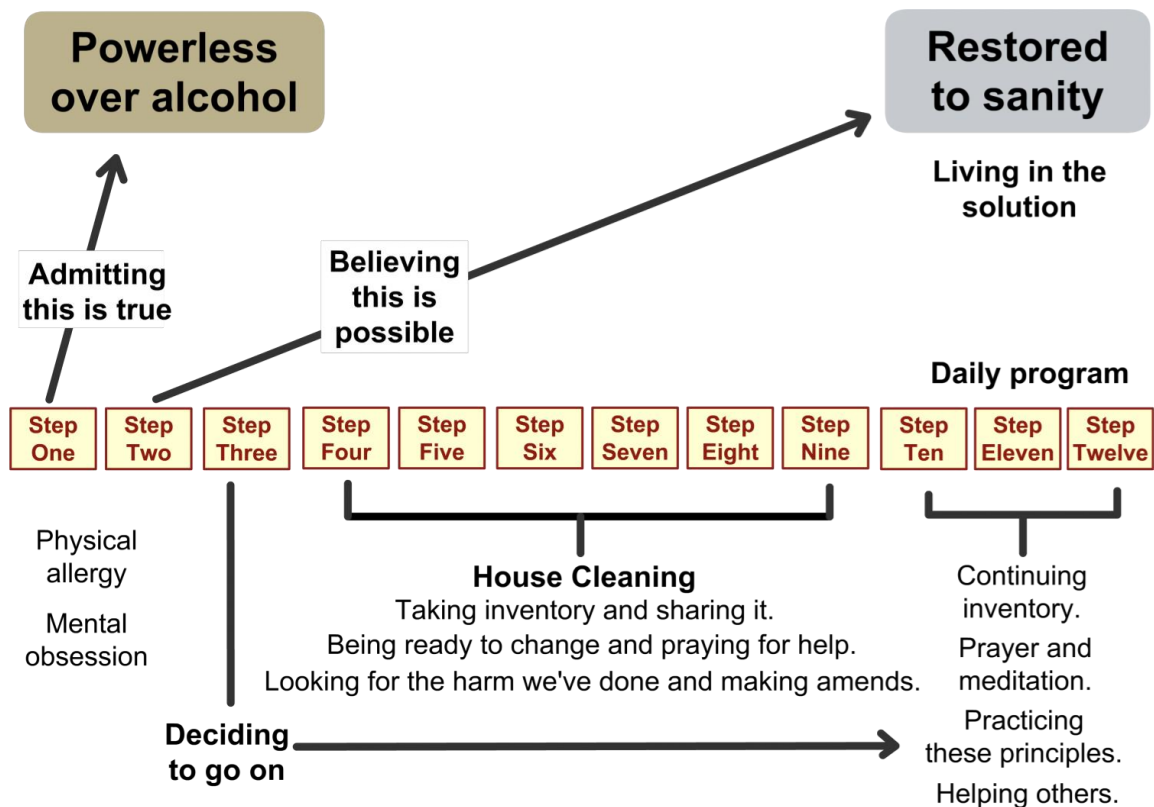 Powerless
over alcohol
Restored
to sanity
Living in the
solution
Admitting
this is true
Believing
this is
possible
Daily program
Step
One
Step
Two
Step
Three
Step
Four
Step
Five
Step
Six
Step
Seven
Step
Eight
Step
Nine
Step
Ten
Step
Eleven
Step
Twelve
Physical
allergy
Mental
obsession
House Cleaning
Taking inventory and sharing it.
Being ready to change and praying for help.
Looking for the harm we've done and making amends.
Continuing
inventory.
Prayer and
meditation.
Practicing
these principles.
Helping others.
Deciding
to go on